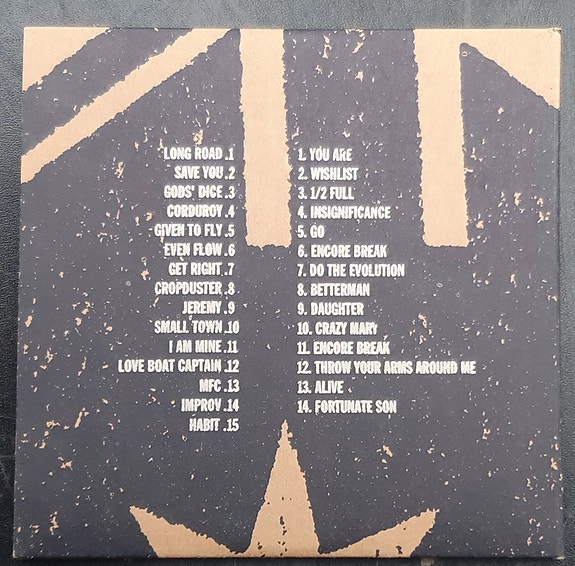 LONG ROAD .1
SAVE YOU .2
GODS' DICE .3
CORDUROY .4
GIVEN TO FLY .5
EVEN FLOW .6
GET RIGHT .7
CROPDUSTER .8
JEREMY .9
SMALL TOWN .10
I AM MINE .11
LOVE BOAT CAPTAIN .12
MFC .13
IMPROV .14
HABIT .15
1. YOU ARE
2. WISHLIST
3. 1/2 FULL
4. INSIGNIFICANCE
5. GO
6. ENCORE BREAK
7. DO THE EVOLUTION
8. BETTERMAN
9. DAUGHTER
10. CRAZY MARY
11. ENCORE BREAK
12. THROW YOUR ARMS AROUND ME
13. ALIVE
14. FORTUNATE SON